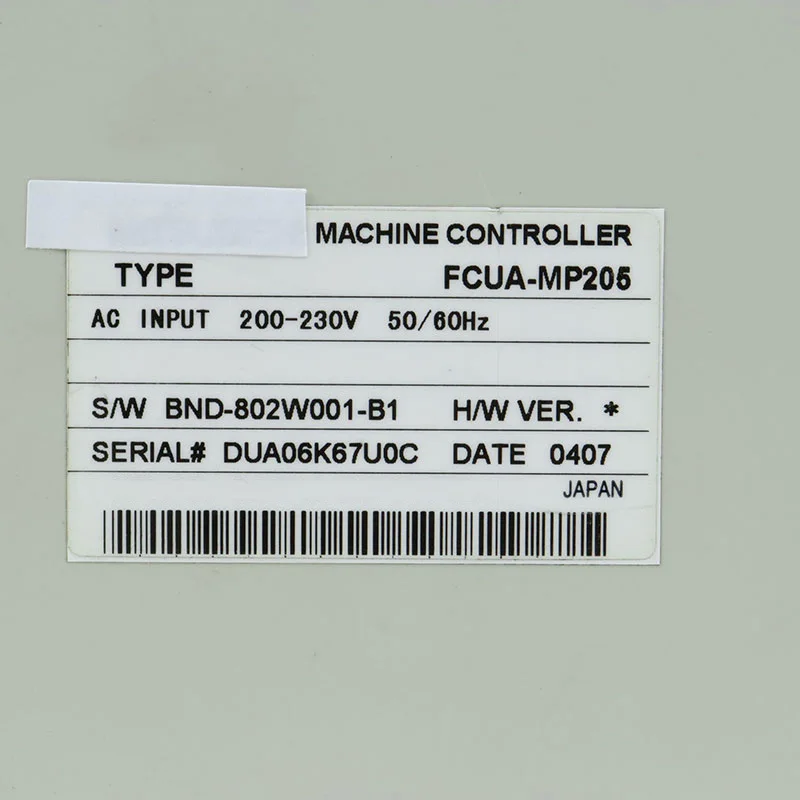 MACHINE CONTROLLER
TYPE FCUA-MP205
AC INPUT 200-230V 50/60Hz
S/W BND-802W001-B1 H/W VER. *
SERIAL# DUA06K67U0C DATE 0407
JAPAN